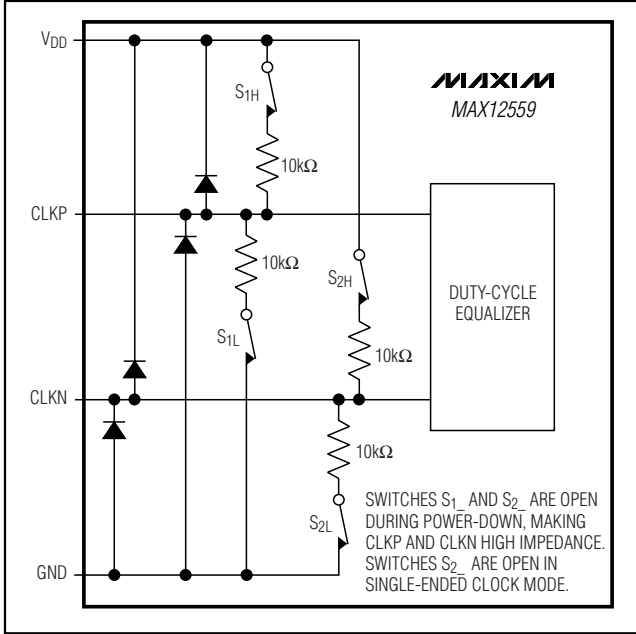 VDD
S1H
MAXIM
MAX12559
10kΩ
CLKP
10kΩ
S2H
DUTY-CYCLE
EQUALIZER
S1L
10kΩ
CLKN
10kΩ
S2L
SWITCHES S1_ AND S2_ ARE OPEN
DURING POWER-DOWN, MAKING
CLKP AND CLKN HIGH IMPEDANCE.
SWITCHES S2_ ARE OPEN IN
SINGLE-ENDED CLOCK MODE.
GND